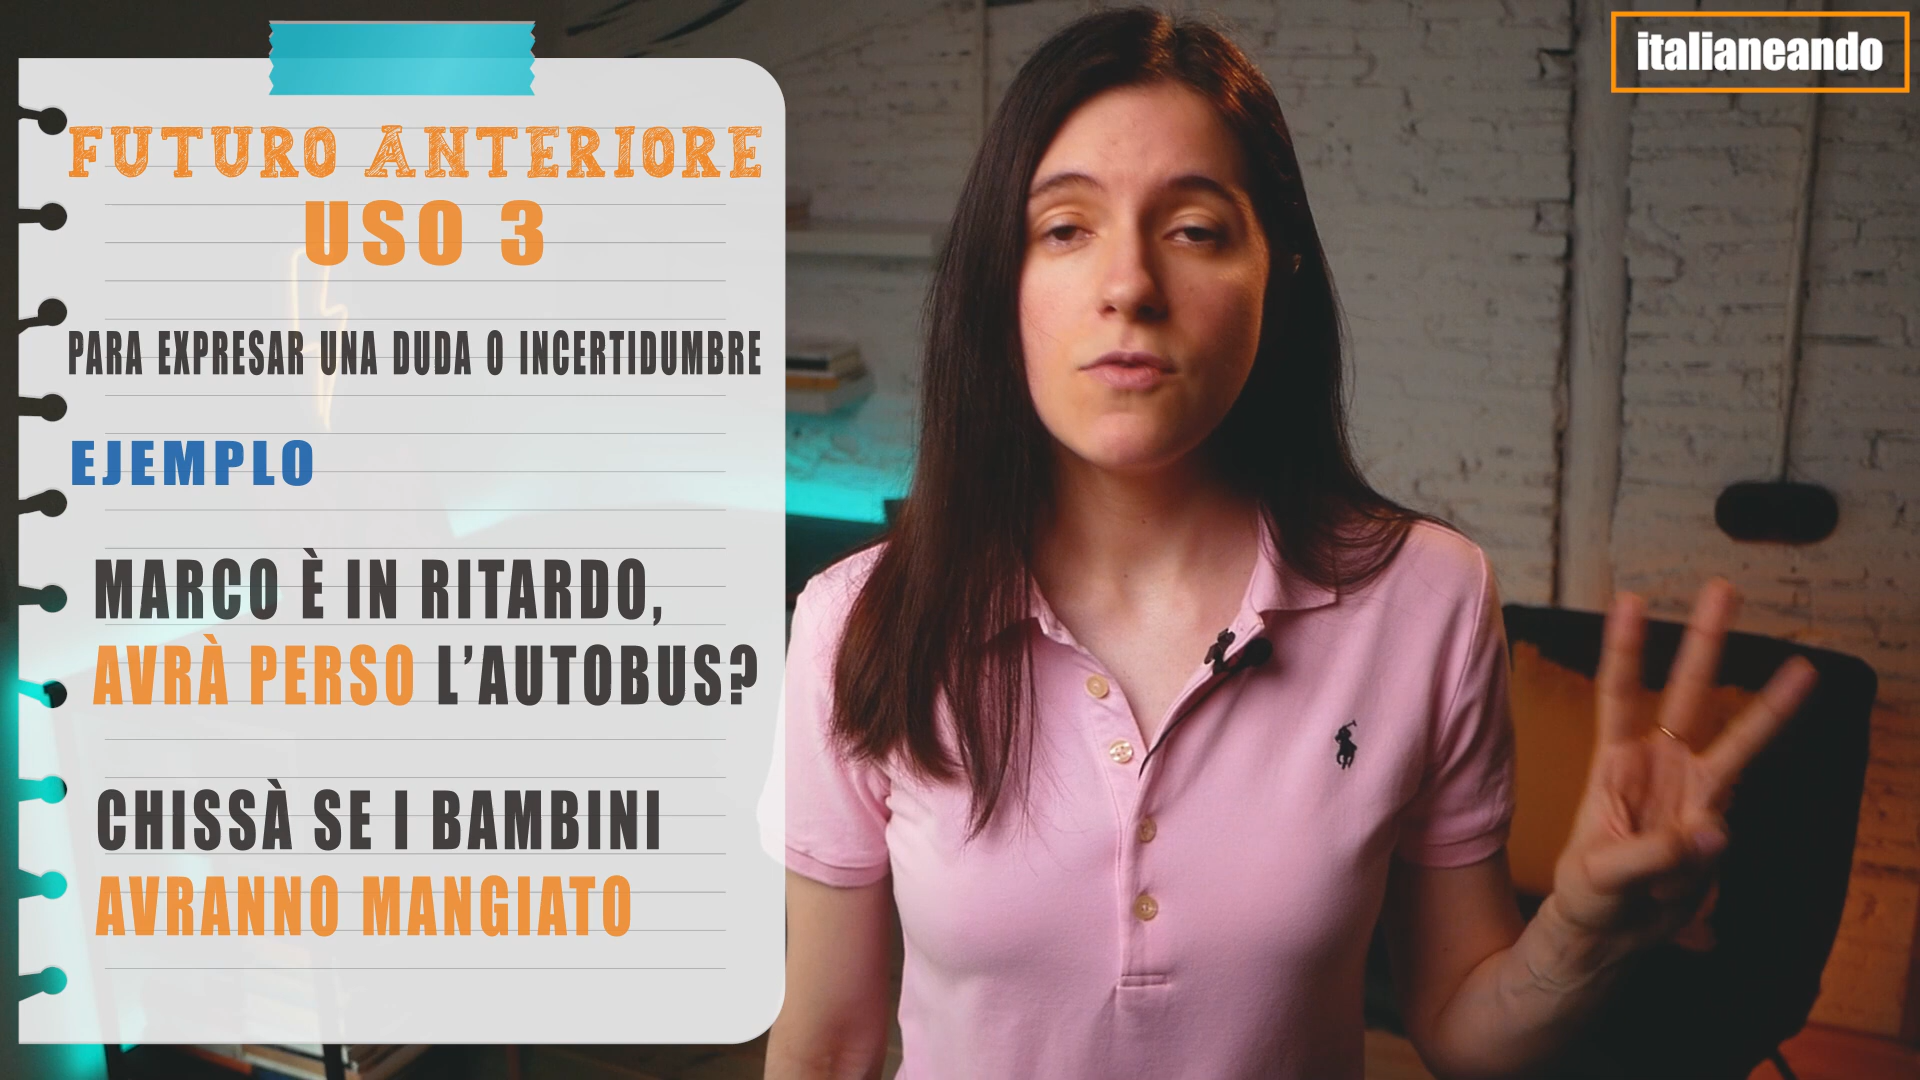 FUTURO ANTERIORE
USO 3
PARA EXPRESAR UNA DUDA O INCERTIDUMBRE
EJEMPLO
MARCO È IN RITARDO,
AVRÀ PERSO L'AUTOBUS?
CHISSÀ SE I BAMBINI
AVRANNO MANGIATO
italianeando